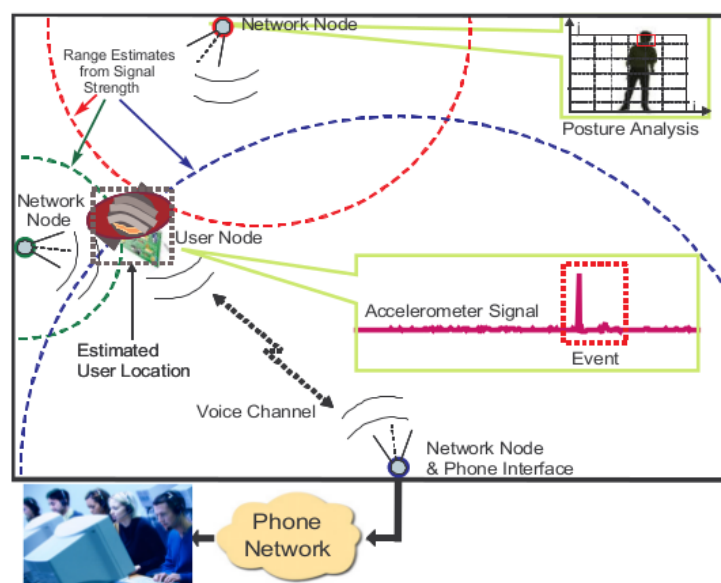 Network Node
Range Estimates
from Signal
Strength
j
i
Posture Analysis
Network
Node
User Node
Accelerometer Signal
Event
Estimated
User Location
Voice Channel
Network Node
& Phone Interface
Phone
Network